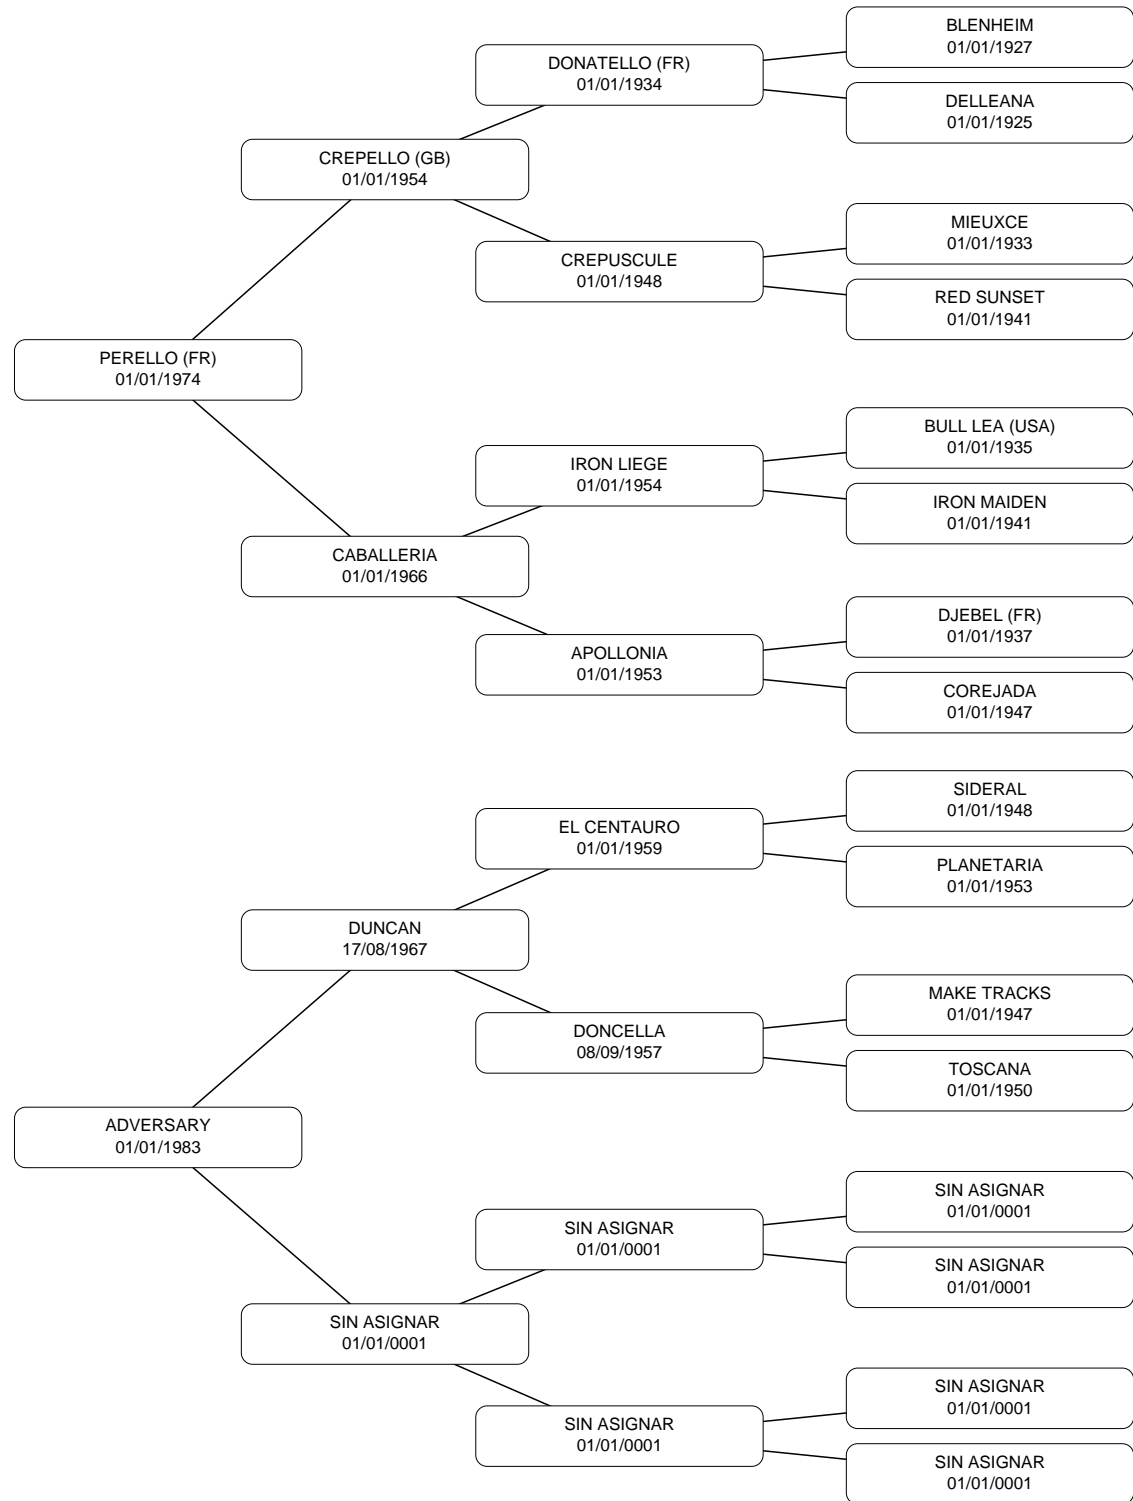 BLENHEIM
01/01/1927
DONATELLO (FR)
01/01/1934
DELLEANA
01/01/1925
CREPELLO (GB)
01/01/1954
MIEUXCE
01/01/1933
CREPUSCULE
01/01/1948
RED SUNSET
01/01/1941
PERELLO (FR)
01/01/1974
BULL LEA (USA)
01/01/1935
IRON LIEGE
01/01/1954
IRON MAIDEN
01/01/1941
CABALLERIA
01/01/1966
DJEBEL (FR)
01/01/1937
APOLLONIA
01/01/1953
COREJADA
01/01/1947
SIDERAL
01/01/1948
EL CENTAURO
01/01/1959
PLANETARIA
01/01/1953
DUNCAN
17/08/1967
MAKE TRACKS
01/01/1947
DONCELLA
08/09/1957
TOSCANA
01/01/1950
ADVERSARY
01/01/1983
SIN ASIGNAR
01/01/0001
SIN ASIGNAR
01/01/0001
SIN ASIGNAR
01/01/0001
SIN ASIGNAR
01/01/0001
SIN ASIGNAR
01/01/0001
SIN ASIGNAR
01/01/0001
SIN ASIGNAR
01/01/0001